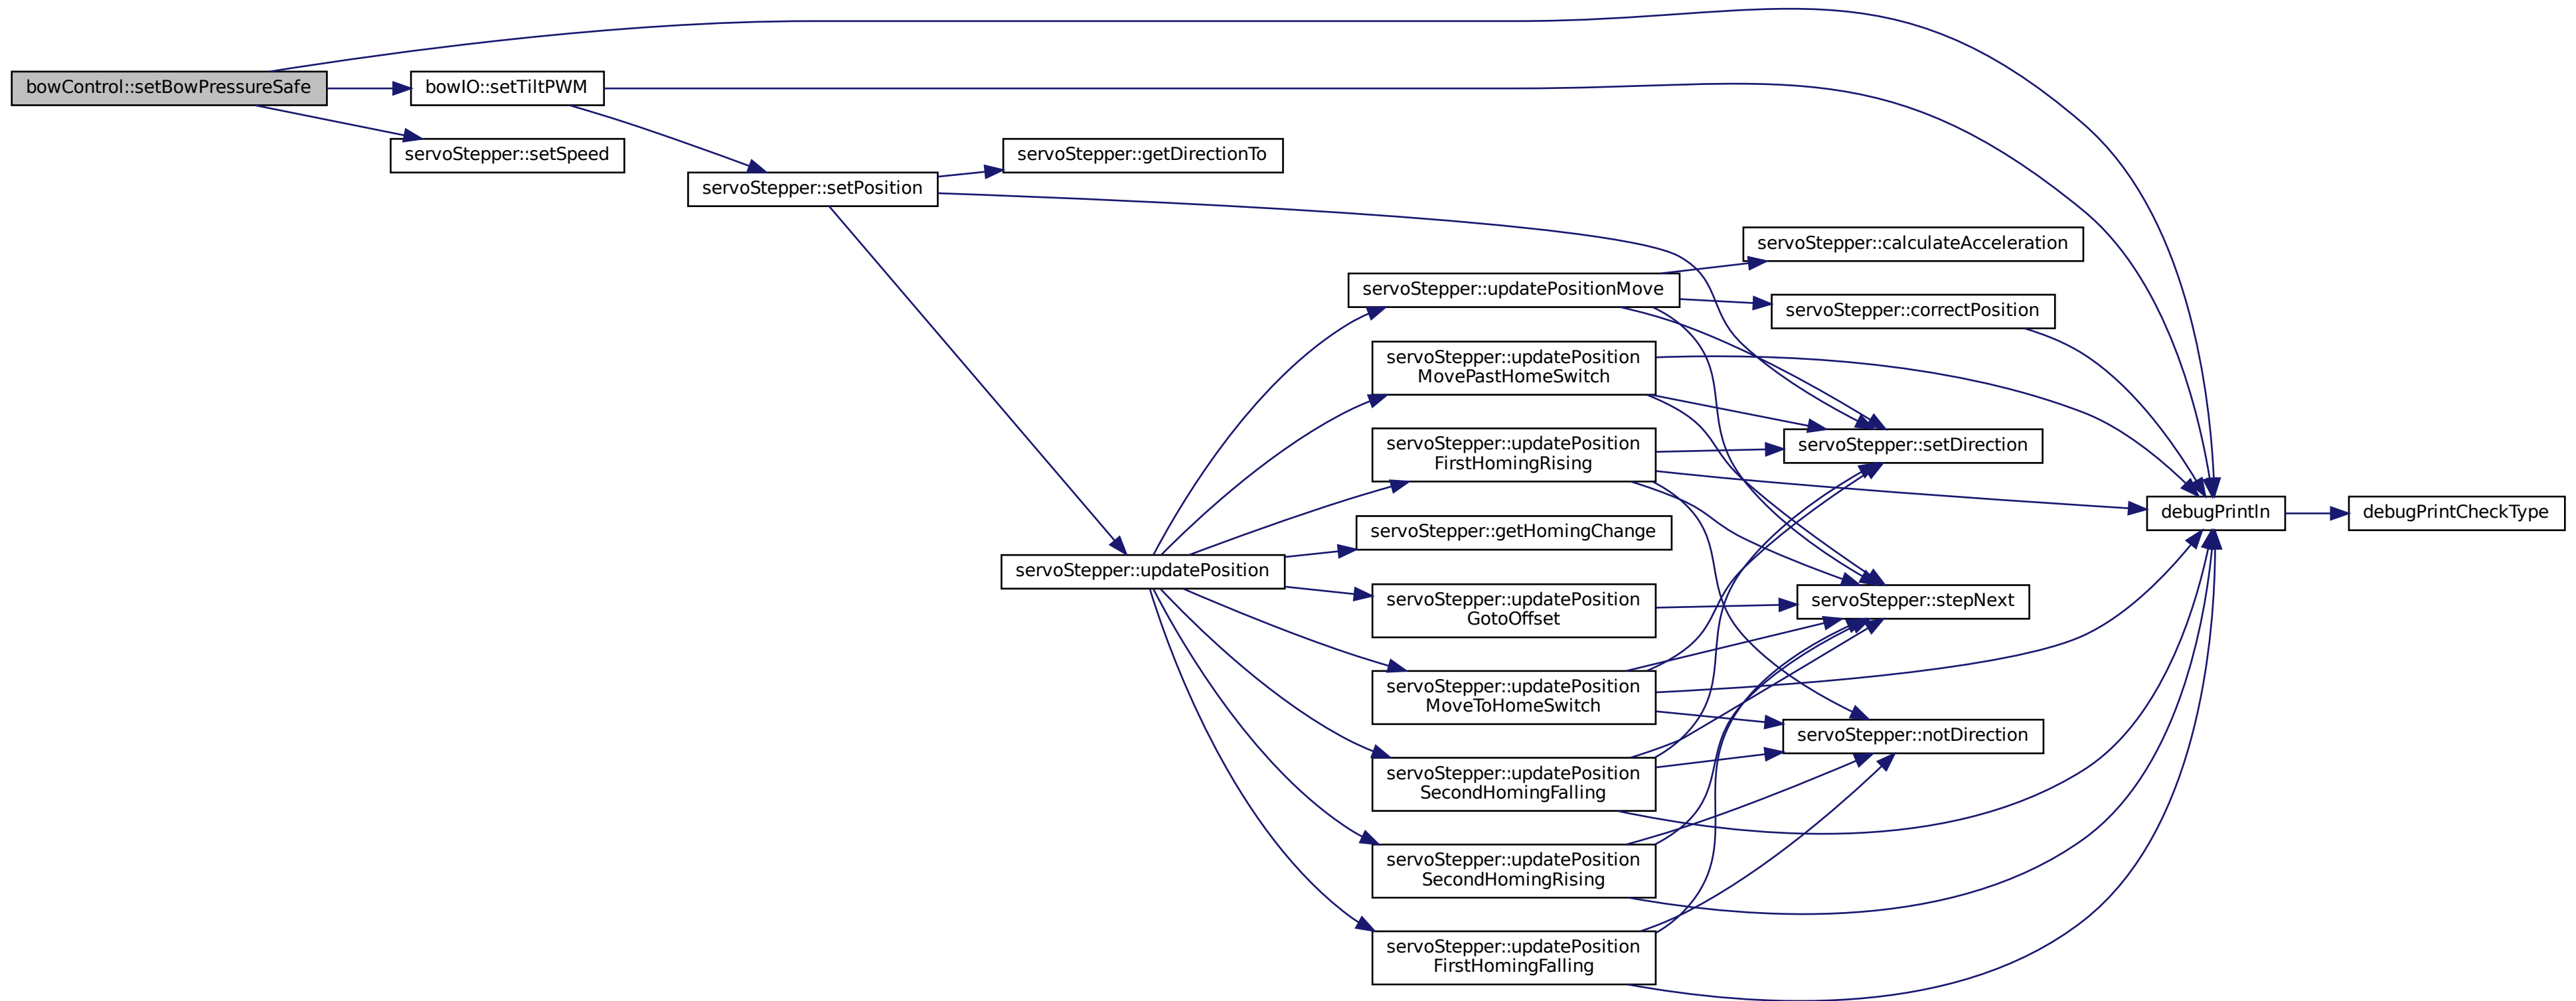 bowControl::setBowPressureSafe
bowIO::setTiltPWM
servoStepper::setSpeed
servoStepper::setPosition
servoStepper::getDirectionTo
servoStepper::updatePosition
servoStepper::updatePositionMove
servoStepper::updatePosition
MovePastHomeSwitch
servoStepper::updatePosition
FirstHomingRising
servoStepper::getHomingChange
servoStepper::updatePosition
GotoOffset
servoStepper::updatePosition
MoveToHomeSwitch
servoStepper::updatePosition
SecondHomingFalling
servoStepper::updatePosition
SecondHomingRising
servoStepper::updatePosition
FirstHomingFalling
servoStepper::calculateAcceleration
servoStepper::correctPosition
servoStepper::setDirection
servoStepper::stepNext
servoStepper::notDirection
debugPrintln
debugPrintCheckType